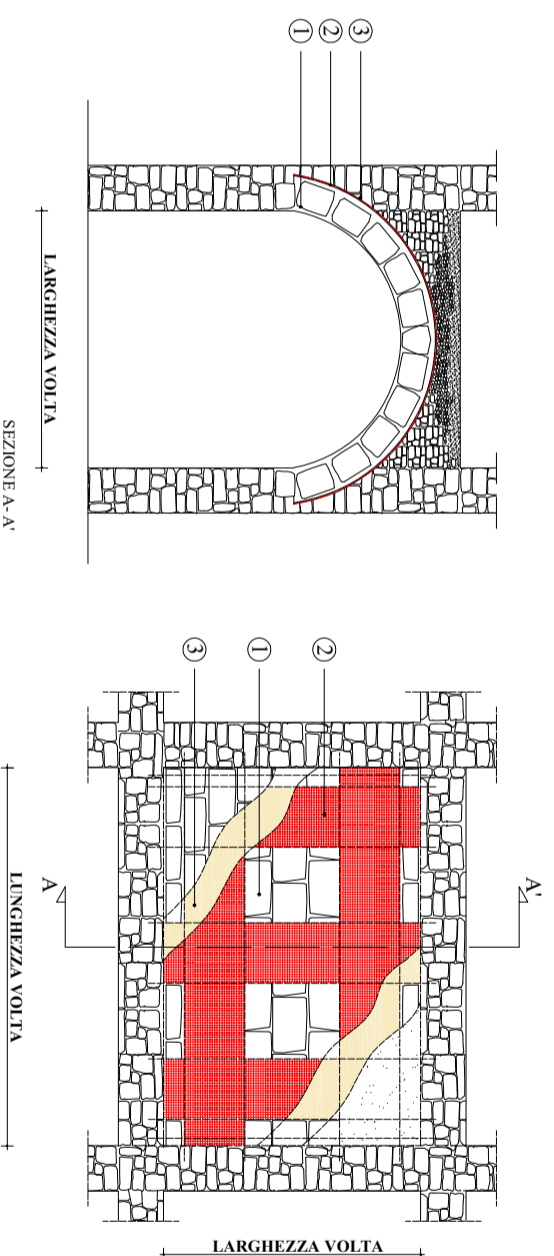 ①
②
③
LARGHEZZA VOLTA
SEZIONE A- A'
③
①
②
A
A'
LUNGHEZZA VOLTA
LARGHEZZA VOLTA